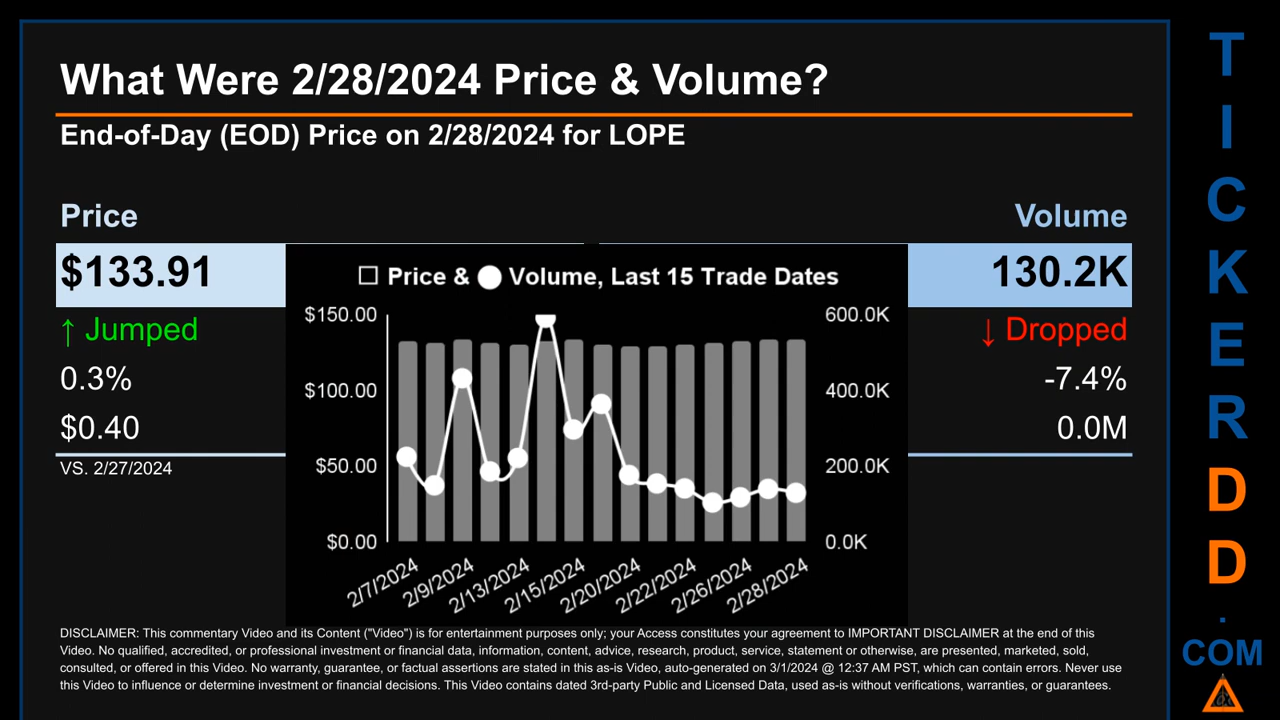 What Were 2/28/2024 Price & Volume?
End-of-Day (EOD) Price on 2/28/2024 for LOPE
Price
Volume
$133.91
130.2K
↑ Jumped
↓ Dropped
0.3%
-7.4%
$0.40
0.0M
VS. 2/27/2024
Price & Volume, Last 15 Trade Dates
$150.00
$100.00
$50.00
$0.00
600.0K
400.0K
200.0K
0.0K
2/7/2024
2/9/2024
2/13/2024
2/15/2024
2/20/2024
2/22/2024
2/26/2024
2/28/2024
DISCLAIMER: This commentary Video and its Content ("Video") is for entertainment purposes only; your Access constitutes your agreement to IMPORTANT DISCLAIMER at the end of this
Video. No qualified, accredited, or professional investment or financial data, information, content, advice, research, product, service, statement or otherwise, are presented, marketed, sold,
consulted, or offered in this Video. No warranty, guarantee, or factual assertions are stated in this as-is Video, auto-generated on 3/1/2024 @ 12:37 AM PST, which can contain errors. Never use
this Video to influence or determine investment or financial decisions. This Video contains dated 3rd-party Public and Licensed Data, used as-is without verifications, warranties, or guarantees.
T
I
C
K
E
R
D
D
.
COM